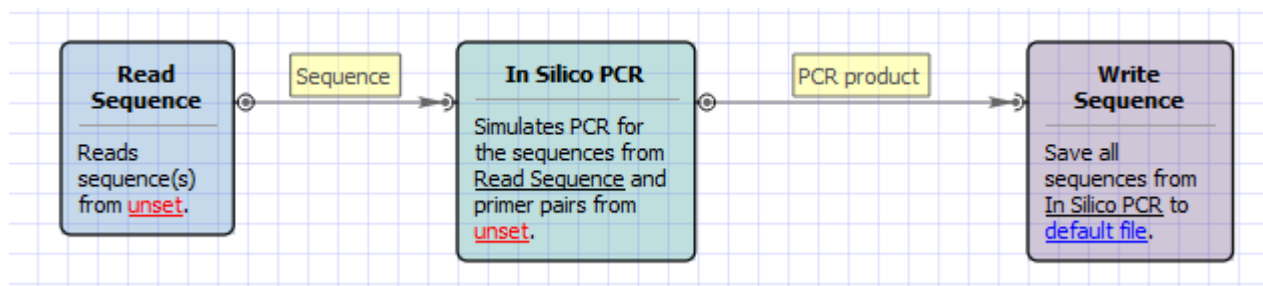 Read
Sequence
Reads
sequence(s)
from unset.
Sequence
In Silico PCR
Simulates PCR for
the sequences from
Read Sequence and
primer pairs from
unset.
PCR product
Write
Sequence
Save all
sequences from
In Silico PCR to
default file.